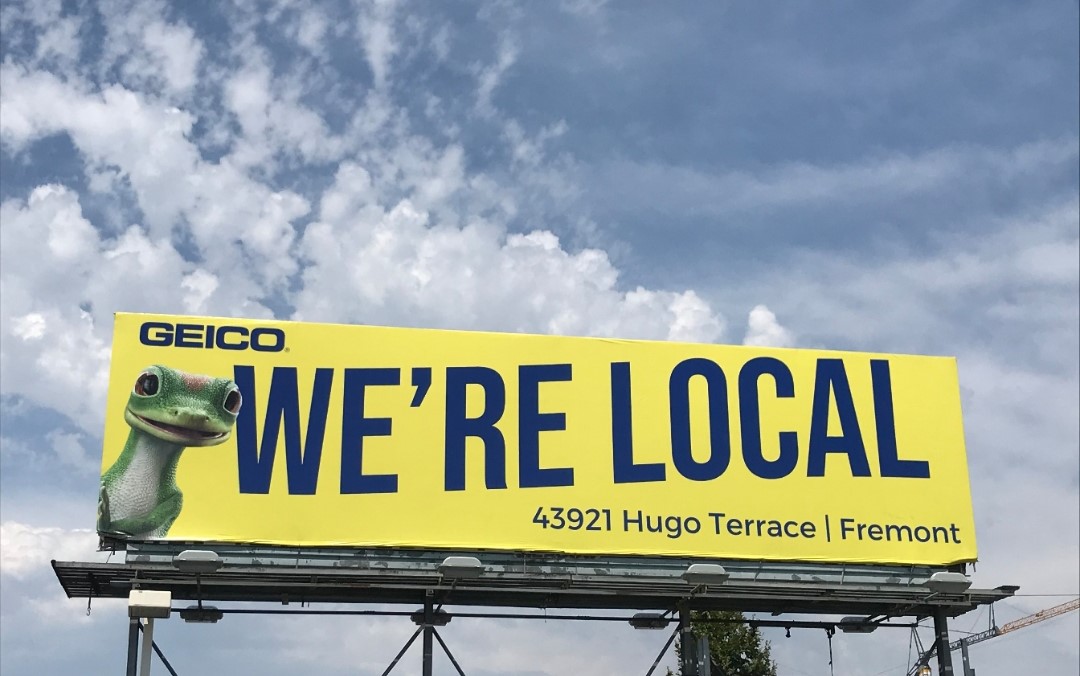 GEICO
WE'RE LOCAL
43921 Hugo Terrace | Fremont